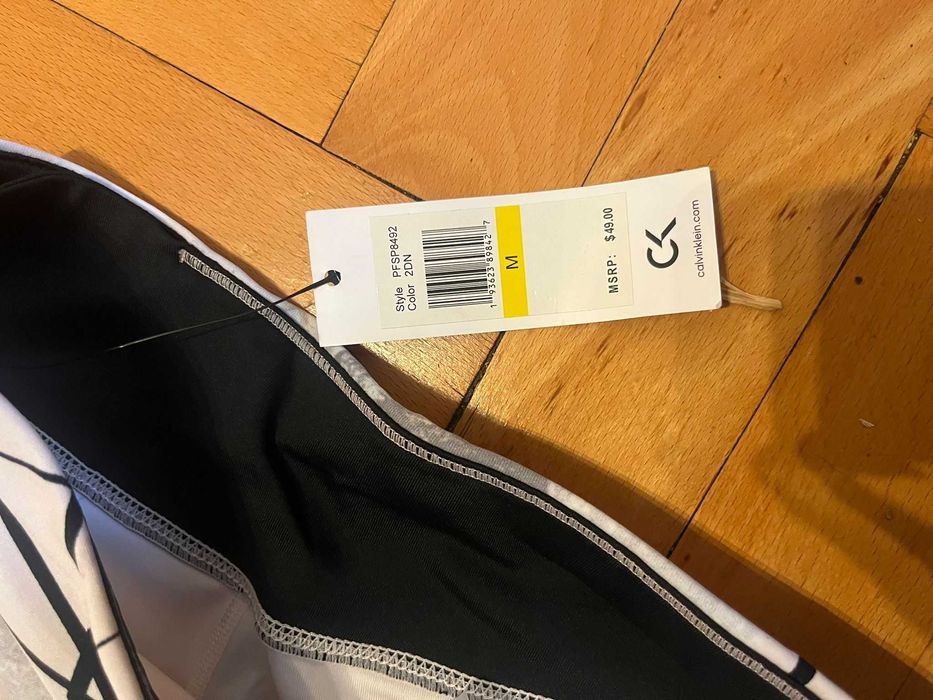 Style PFSP8492
Color 2DN
1 93623 89842 7
M
MSRP: $49.00
CK
calvinklein.com